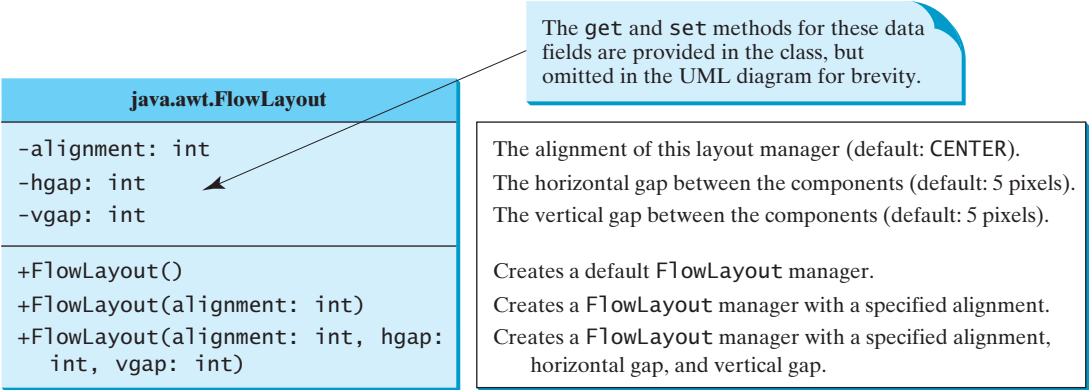 The get and set methods for these data
fields are provided in the class, but
omitted in the UML diagram for brevity.
java.awt.FlowLayout
-alignment: int
-hgap: int
-vgap: int
The alignment of this layout manager (default: CENTER).
The horizontal gap between the components (default: 5 pixels).
The vertical gap between the components (default: 5 pixels).
+FlowLayout()
+FlowLayout(alignment: int)
+FlowLayout(alignment: int, hgap:
int, vgap: int)
Creates a default FlowLayout manager.
Creates a FlowLayout manager with a specified alignment.
Creates a FlowLayout manager with a specified alignment,
horizontal gap, and vertical gap.